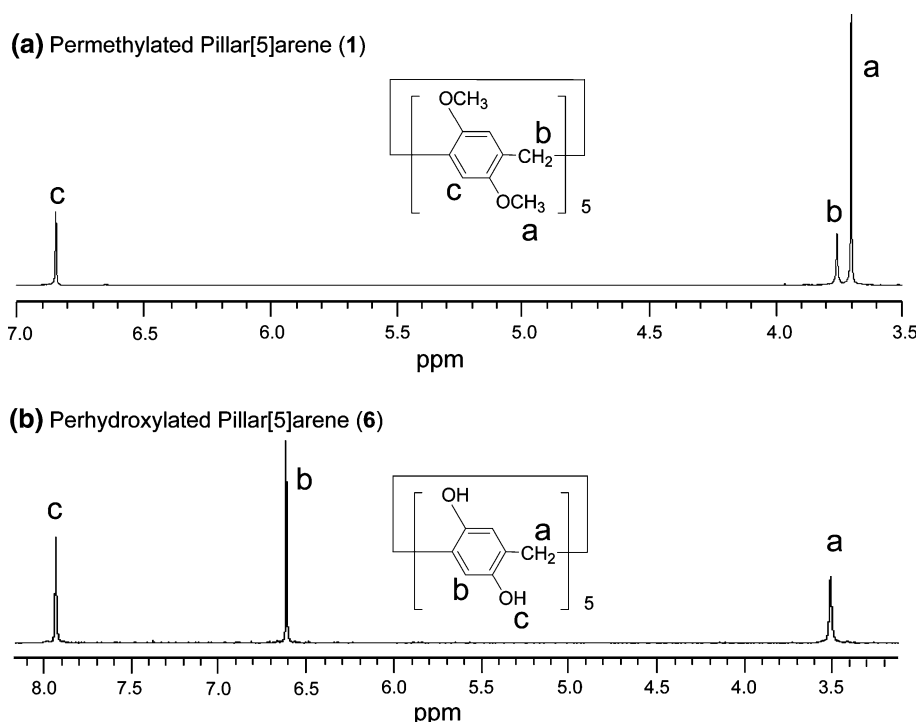 (a) Permethylated Pillar[5]arene (1)
a
OCH3
b
CH2
c
c
OCH3
5
b
a
7.0 6.5 6.0 5.5 5.0 4.5 4.0 3.5
ppm
(b) Perhydroxylated Pillar[5]arene (6)
b
OH
c
a
a
CH2
b
OH
5
c
8.0 7.5 7.0 6.5 6.0 5.5 5.0 4.5 4.0 3.5
ppm